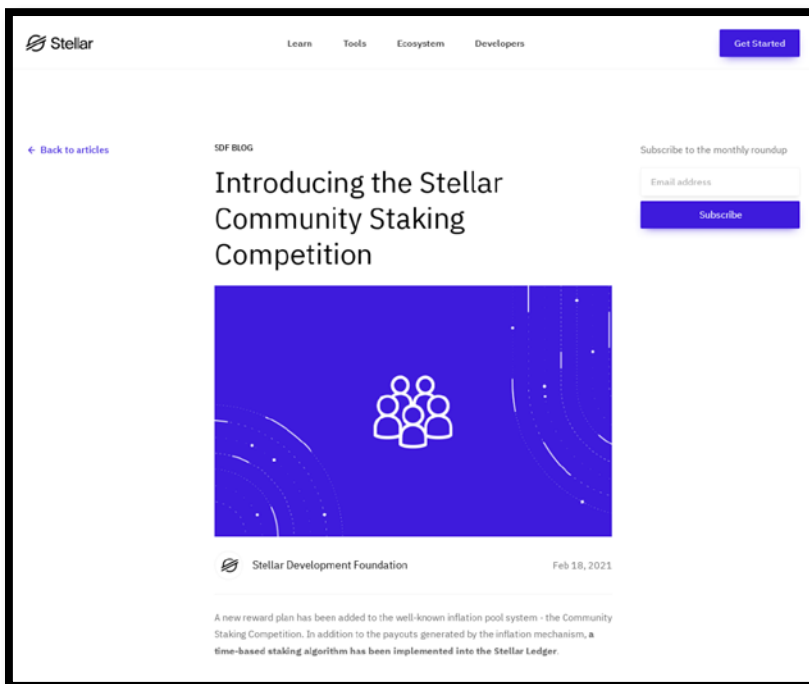 Stellar
Learn Tools Ecosystem Developers
Get Started
← Back to articles
SDF BLOG
Introducing the Stellar
Community Staking
Competition
Subscribe to the monthly roundup
Email address
Subscribe
Stellar Development Foundation
Feb 18, 2021
A new reward plan has been added to the well-known inflation pool system - the Community
Staking Competition. In addition to the payouts generated by the inflation mechanism, a
time-based staking algorithm has been implemented into the Stellar Ledger.